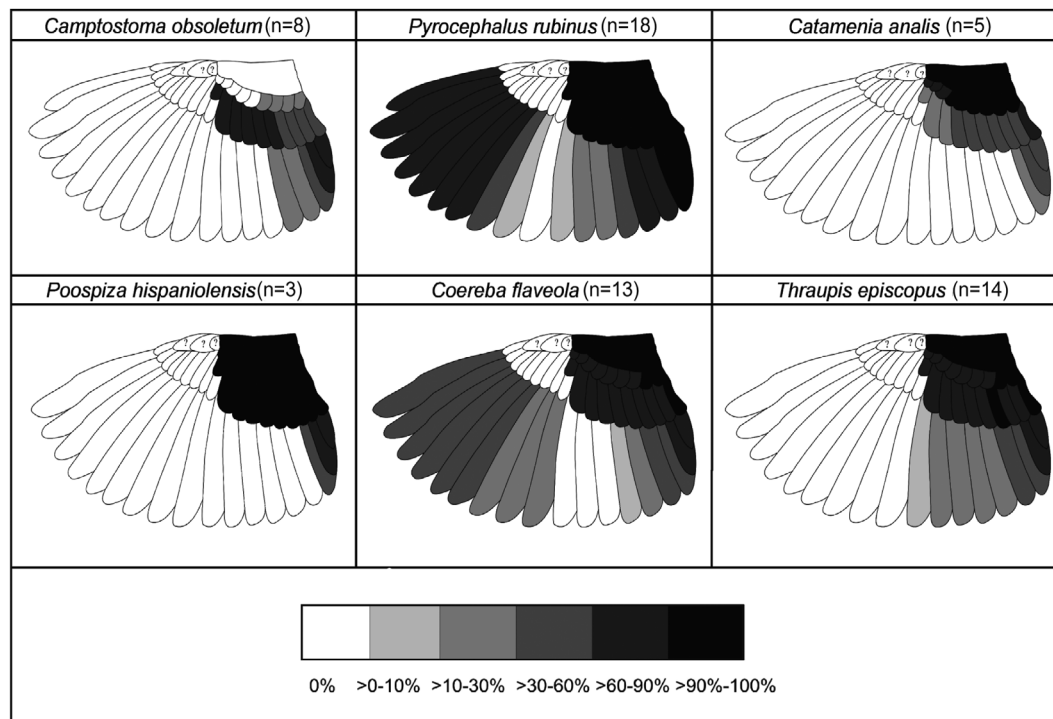 Camptostoma obsoletum (n=8)
Pyrocephalus rubinus (n=18)
Catamenia analis (n=5)
? ? ?
? ? ?
? ? ?
Poospiza hispaniolensis (n=3)
Coereba flaveola (n=13)
Thraupis episcopus (n=14)
? ? ?
? ? ?
? ? ?
0% >0-10% >10-30% >30-60% >60-90% >90%-100%